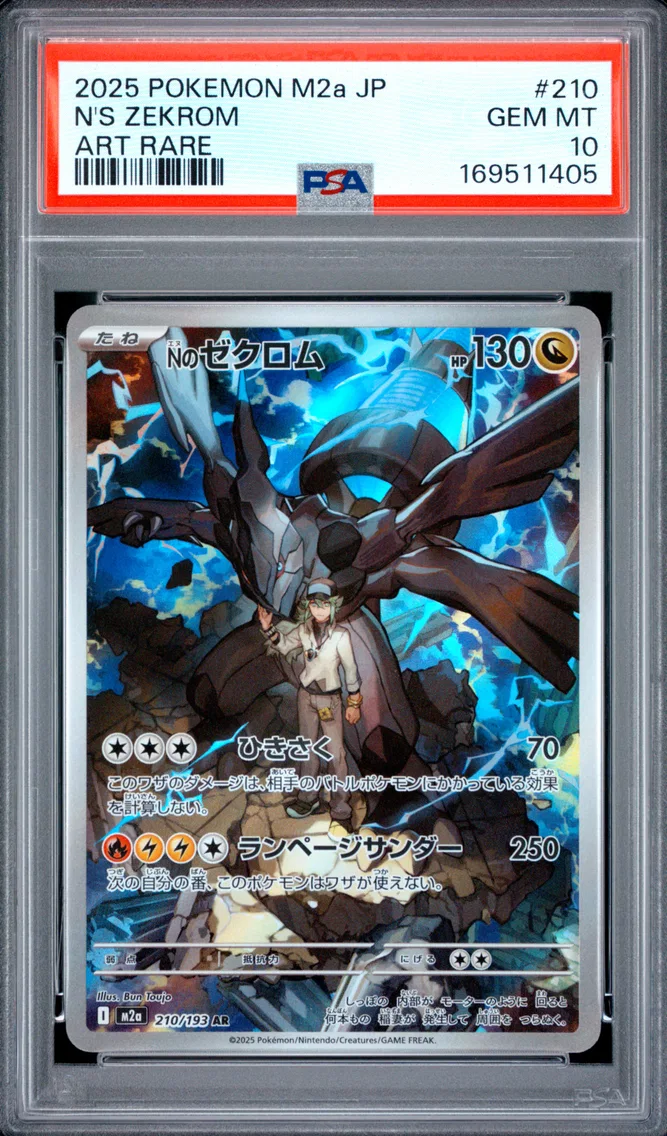 2025 POKEMON M2a JP #210
N'S ZEKROM GEM MT
ART RARE 10
PSA 169511405
たね Nのゼクロム HP 130
エヌ
ひきさく 70
このワザのダメージは、相手のバトルポケモンにかかっている効果
を計算しない。
ランページサンダー 250
次の自分の番、このポケモンはワザが使えない。
弱点 抵抗力 にげる
Illus. Bun Toujo
しっぽの 内部が モーターのように 回ると
何本もの 稲妻が 発生して 周囲を つらぬく。
I M2a 210/193 AR
©2025 Pokémon/Nintendo/Creatures/GAME FREAK.
PSA